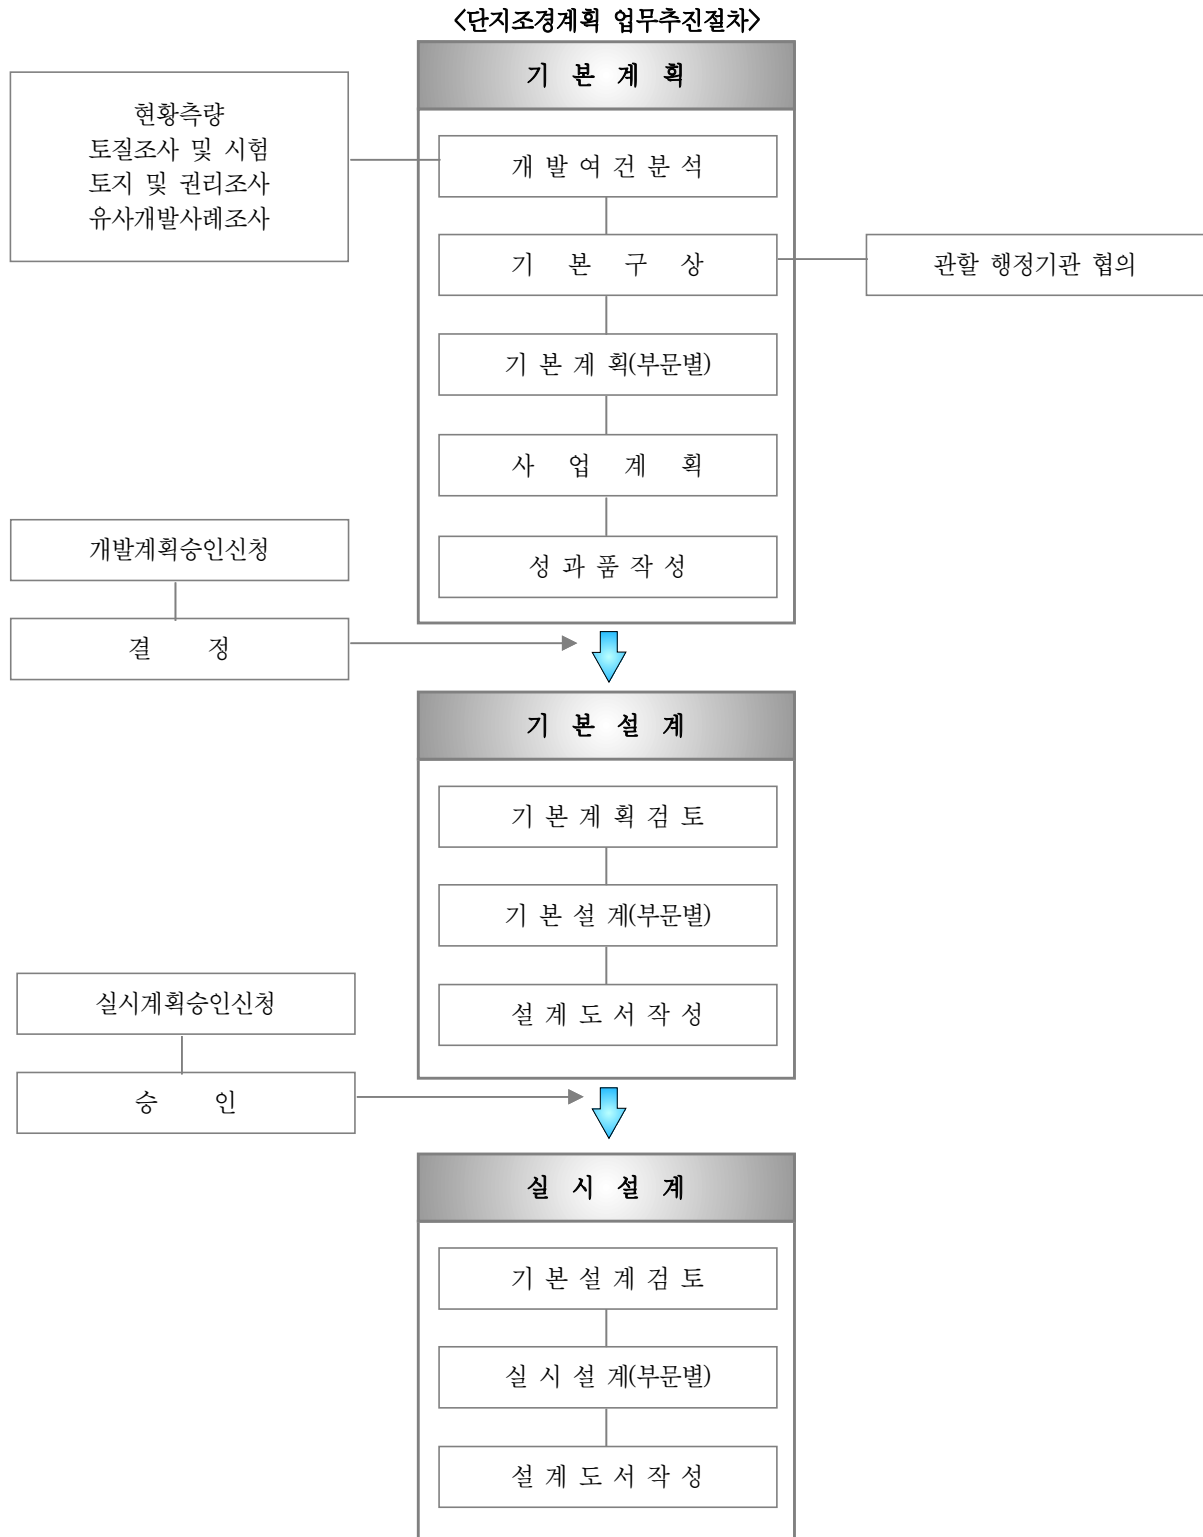 <단지조경계획 업무추진절차>
기 본 계 획
현황측량
토질조사 및 시험
토지 및 권리조사
유사개발사례조사
개 발 여 건 분 석
기 본 구 상
관할 행정기관 협의
기 본 계 획(부문별)
사 업 계 획
성 과 품 작 성
개발계획승인신청
결 정
기 본 설 계
기 본 계 획 검 토
기 본 설 계(부문별)
설 계 도 서 작 성
실시계획승인신청
승 인
실 시 설 계
기 본 설 계 검 토
실 시 설 계(부문별)
설 계 도 서 작 성